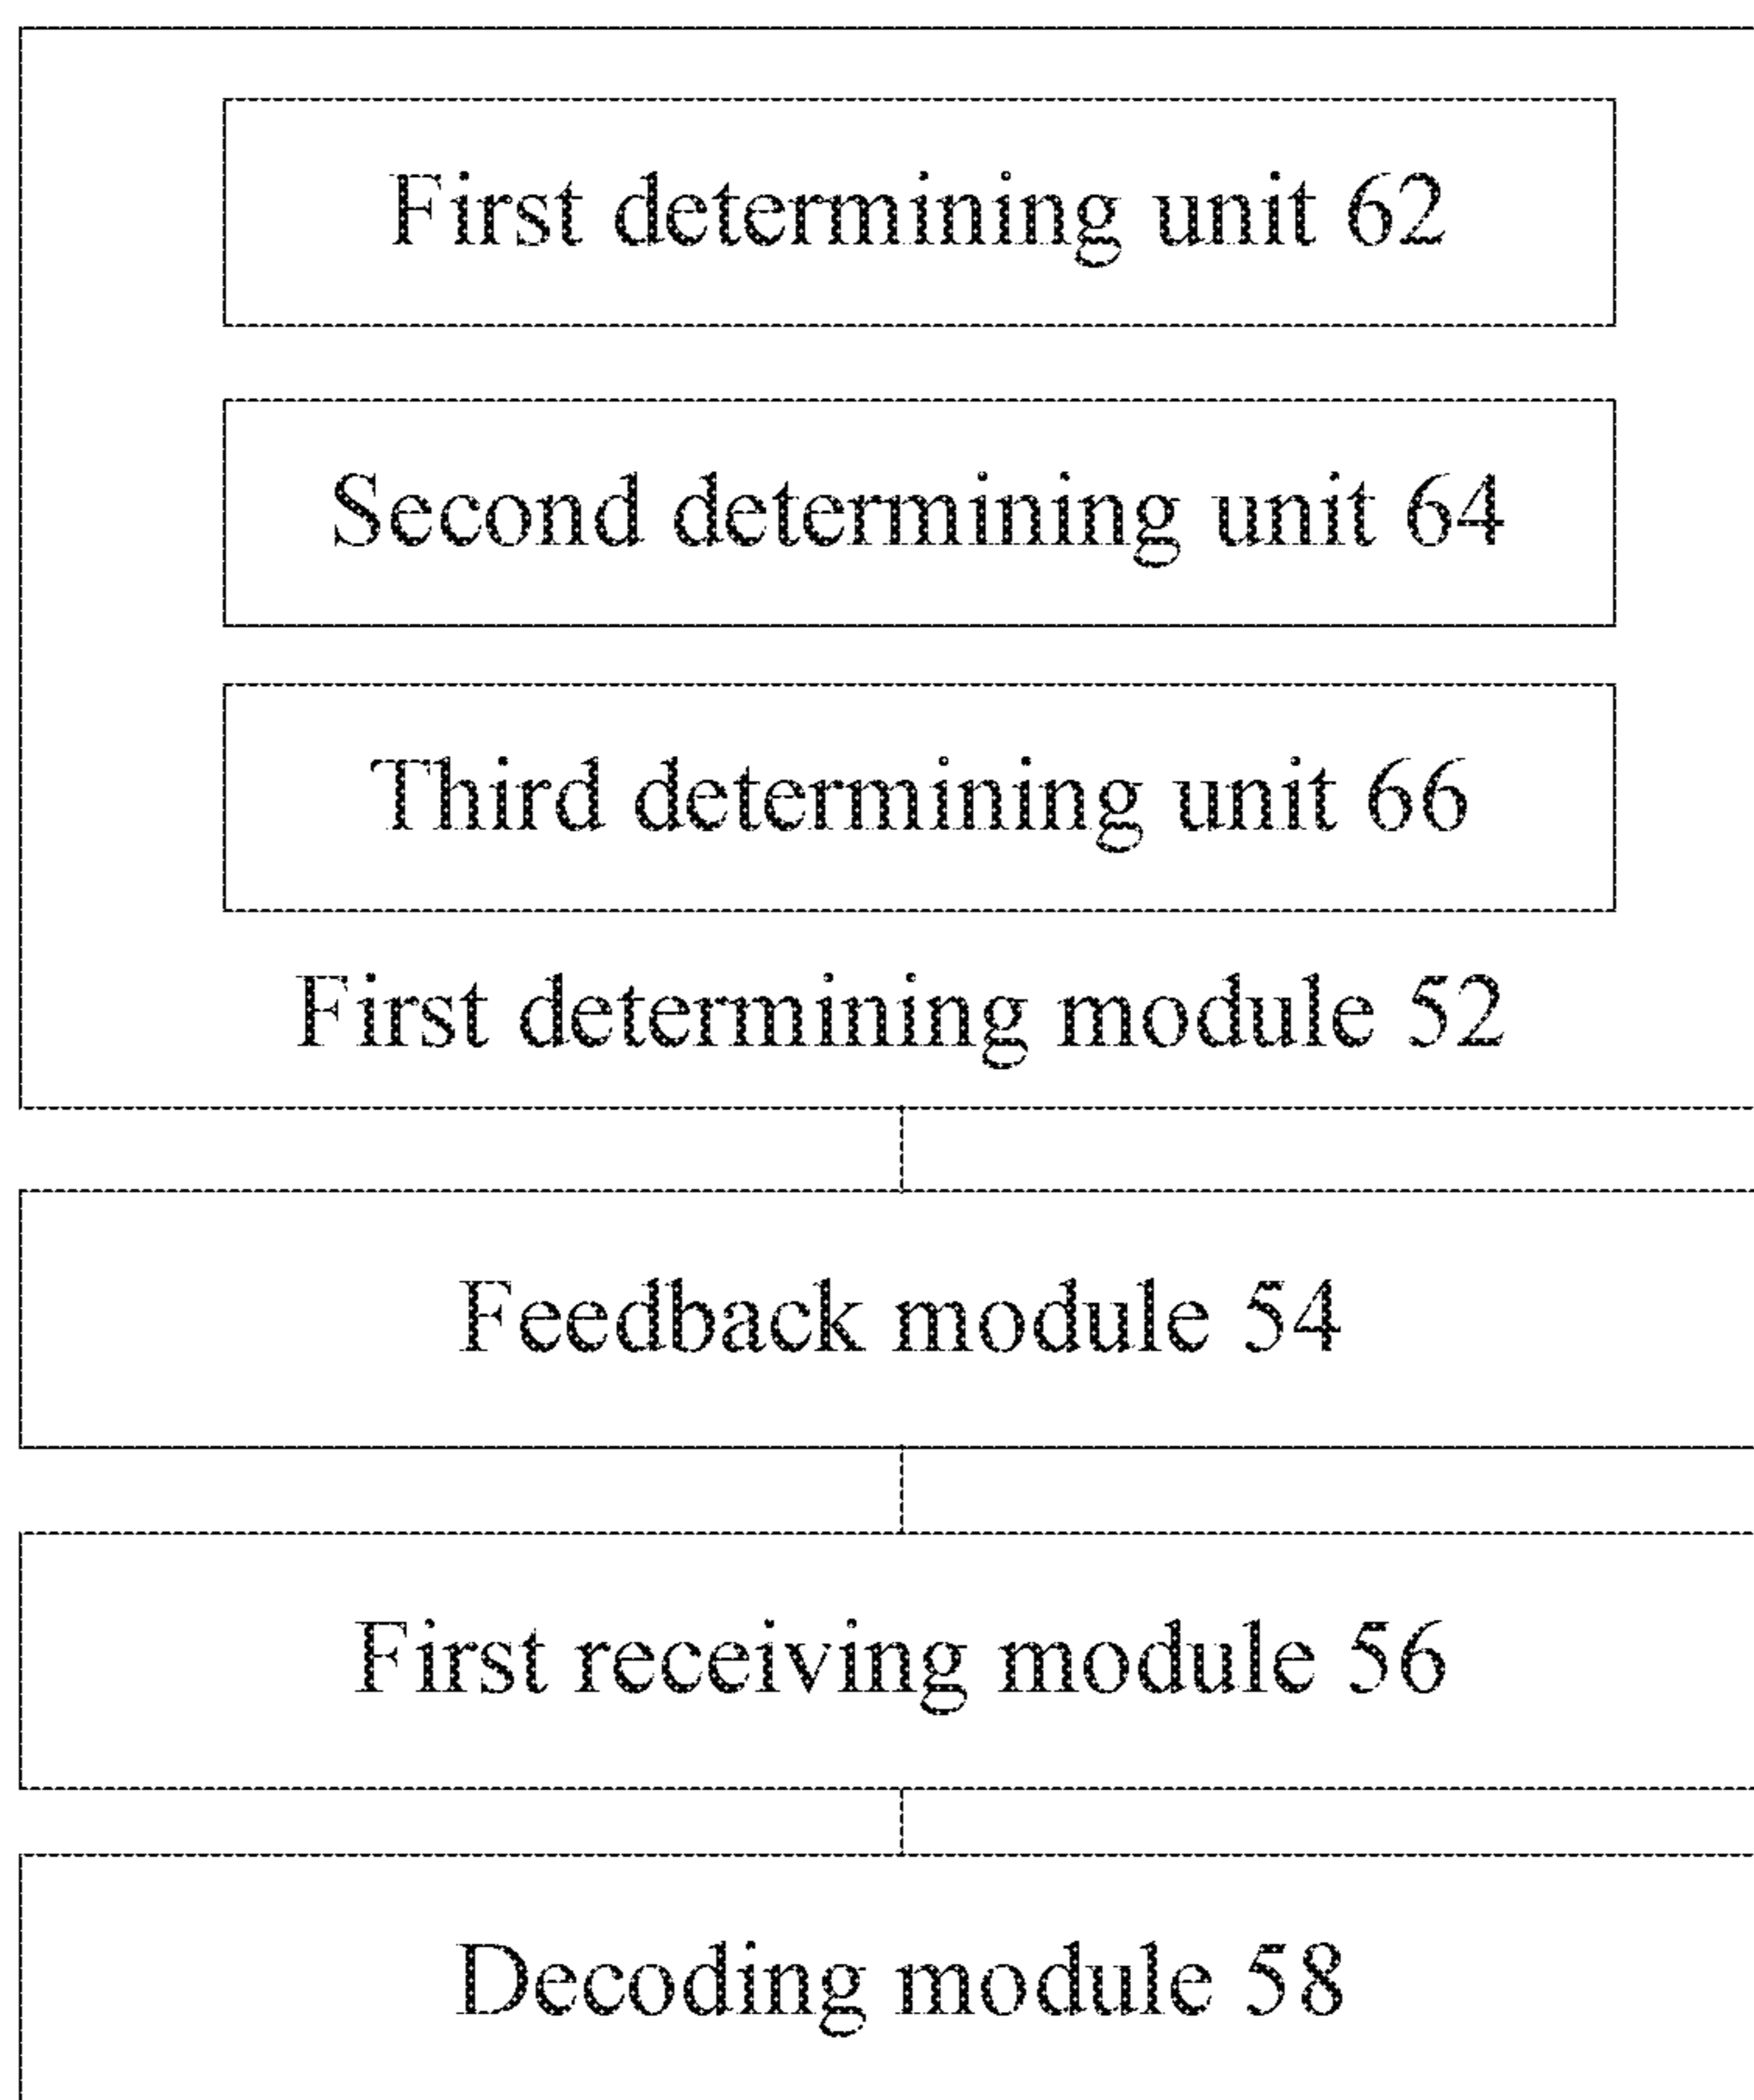 First determining unit 62
Second determining unit 64
Third determining unit 66
First determining module 52
Feedback module 54
First receiving module 56
Decoding module 58